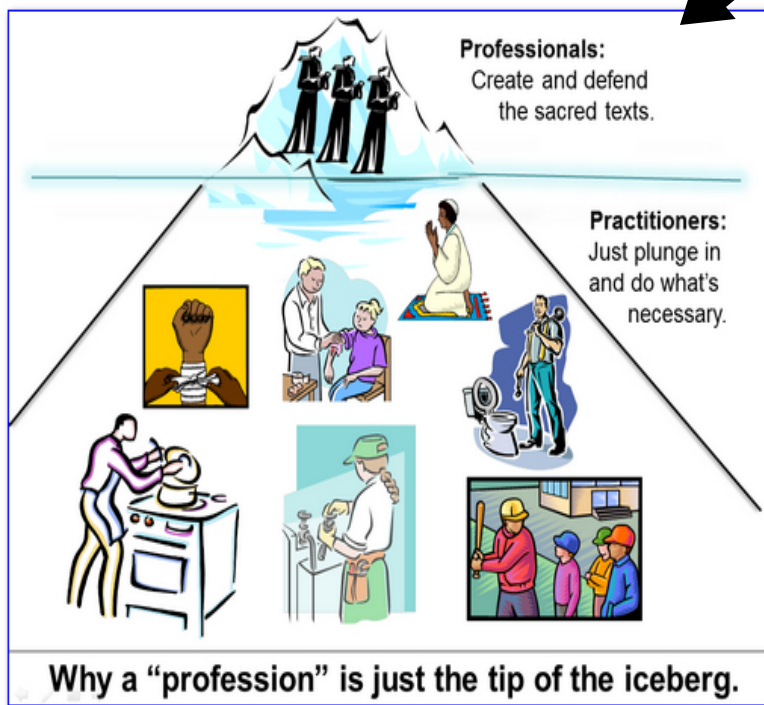 Professionals:
Create and defend
the sacred texts.
Practitioners:
Just plunge in
and do what's
necessary.
Why a “profession” is just the tip of the iceberg.